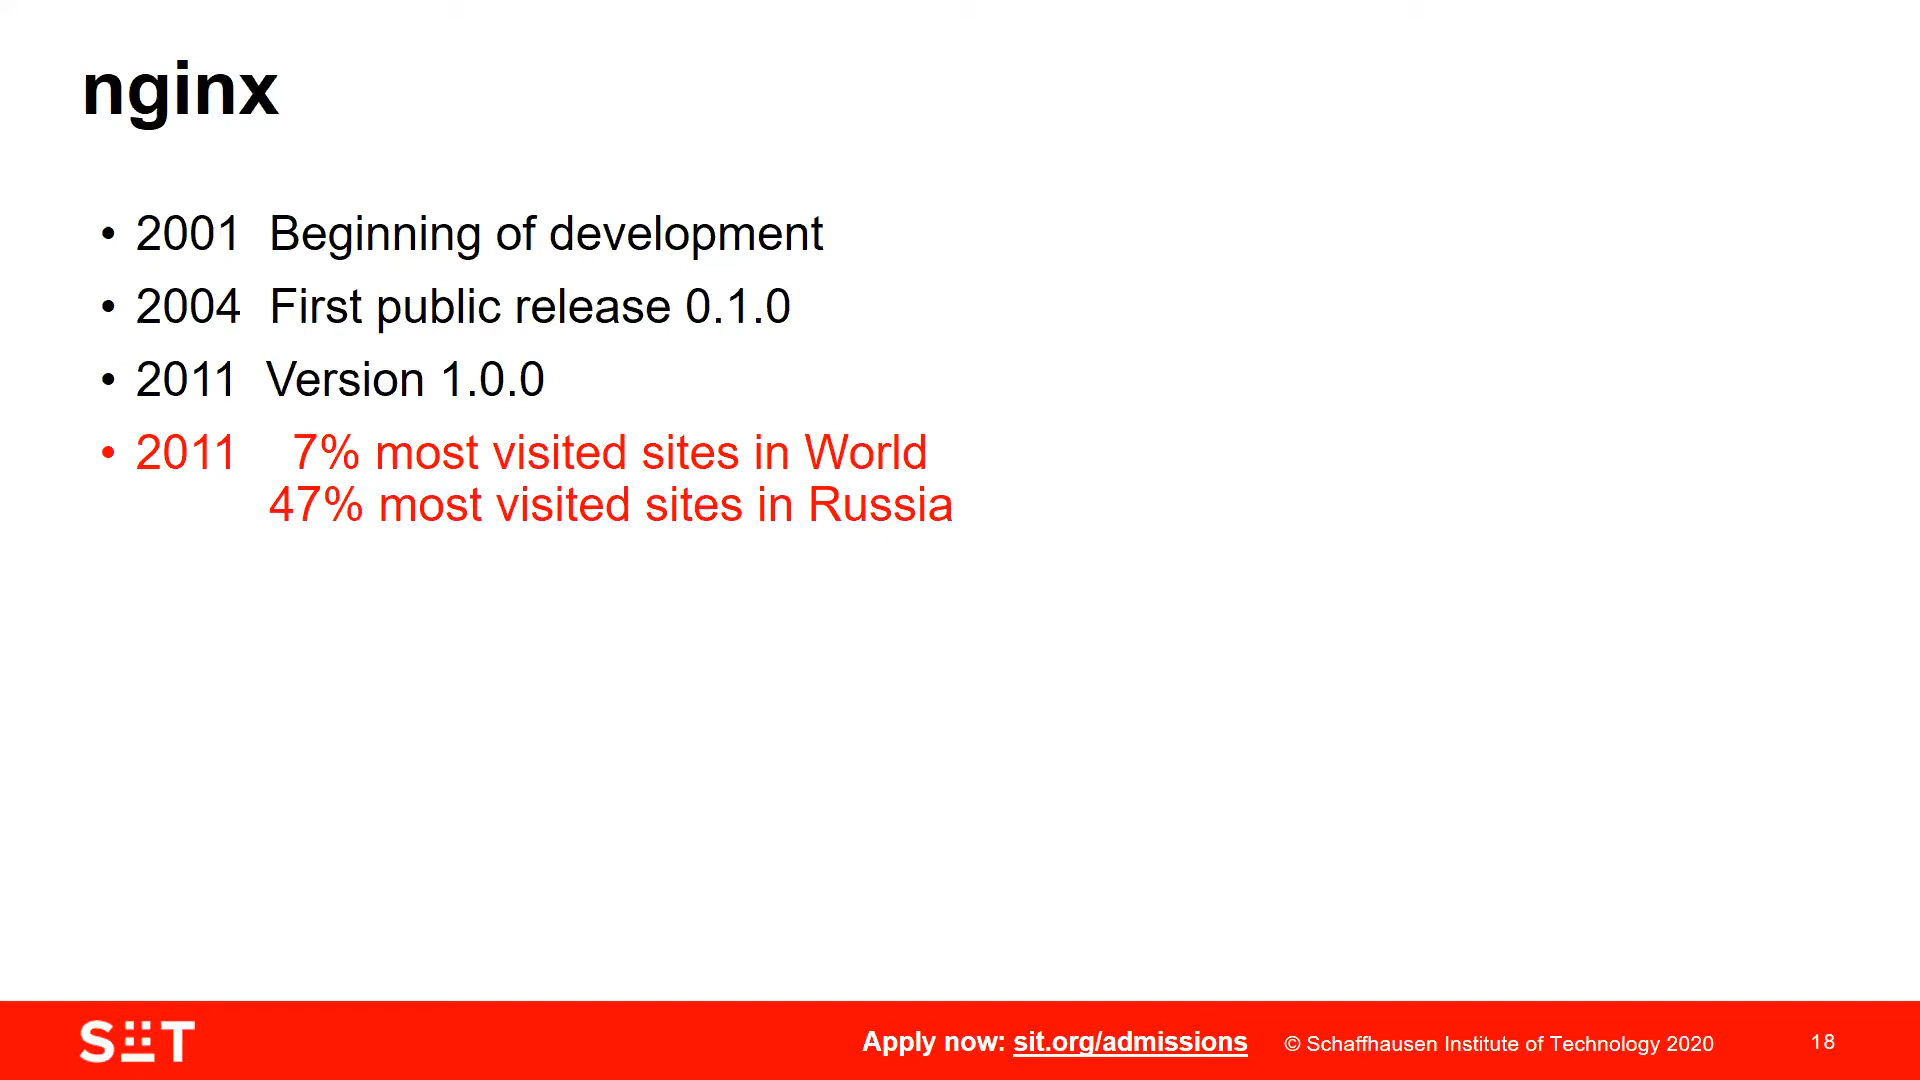 nginx
• 2001 Beginning of development
• 2004 First public release 0.1.0
• 2011 Version 1.0.0
• 2011 7% most visited sites in World
47% most visited sites in Russia
SIT
Apply now: sit.org/admissions © Schaffhausen Institute of Technology 2020 18